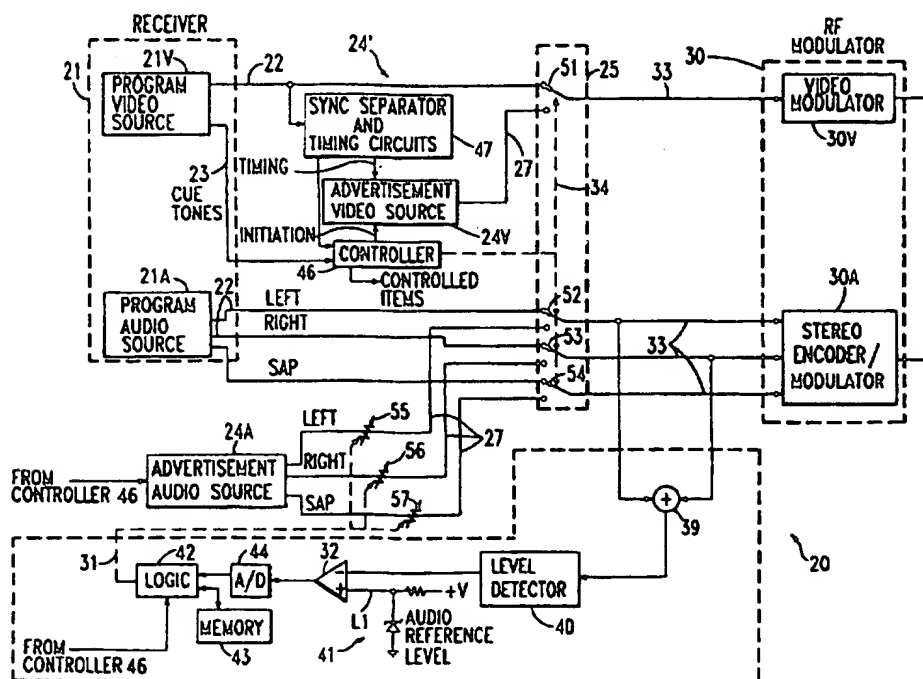 RECEIVER
21V
21
PROGRAM
VIDEO
SOURCE
22
24'
SYNC SEPARATOR
AND
TIMING CIRCUITS
47
23
TIMING
CUE
TONES
ADVERTISEMENT
VIDEO SOURCE
24V
INITIATION
CONTROLLER
46
CONTROLLED
ITEMS
27
51
25
34
33
RF
MODULATOR
30
VIDEO
MODULATOR
30V
21A
PROGRAM
AUDIO
SOURCE
22
LEFT
RIGHT
SAP
52
53
54
33
30A
STEREO
ENCODER/
MODULATOR
24A
FROM
CONTROLLER 46
ADVERTISEMENT
AUDIO SOURCE
LEFT
RIGHT
SAP
55
56
57
27
+
39
20
31
42
LOGIC
44
A/D
32
-
+
L1
+V
41
AUDIO
REFERENCE
LEVEL
LEVEL
DETECTOR
40
MEMORY
43
FROM
CONTROLLER 46